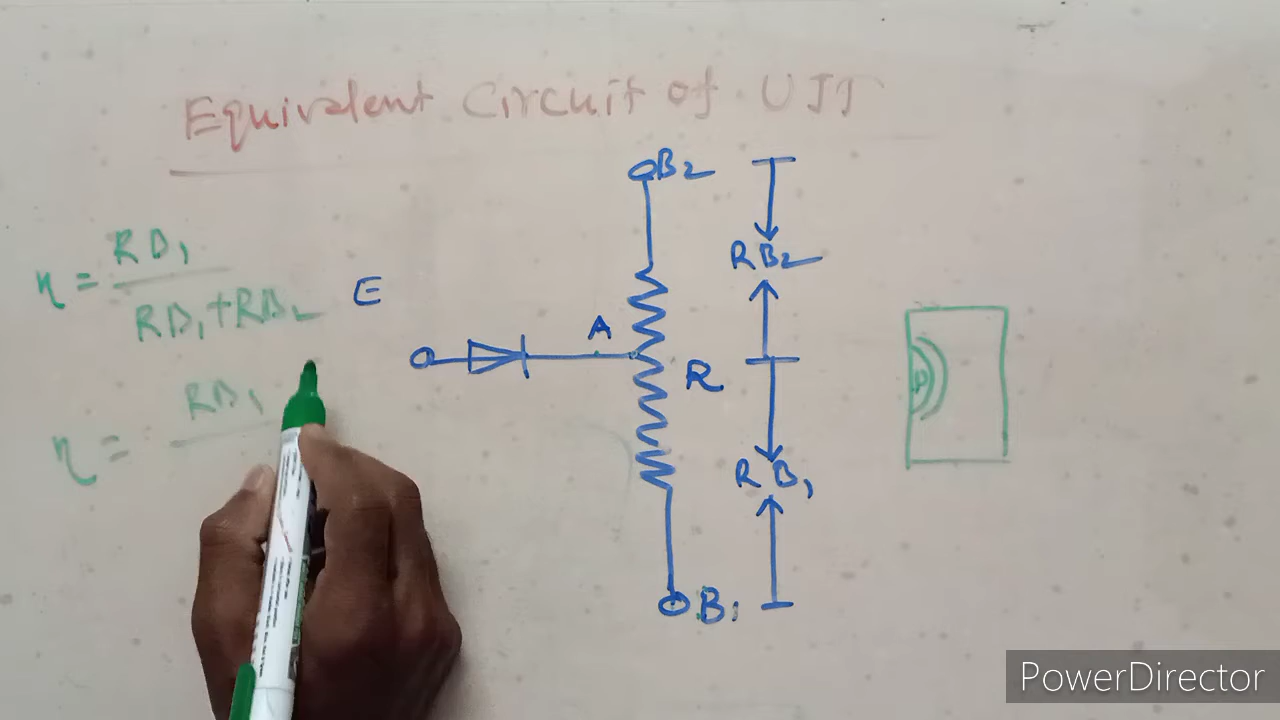 Equivalent Circuit of UJT
B2
η = RB1
RB1+RB2
RB2
E
A
R
P
η = RB1
RB1
B1
PowerDirector